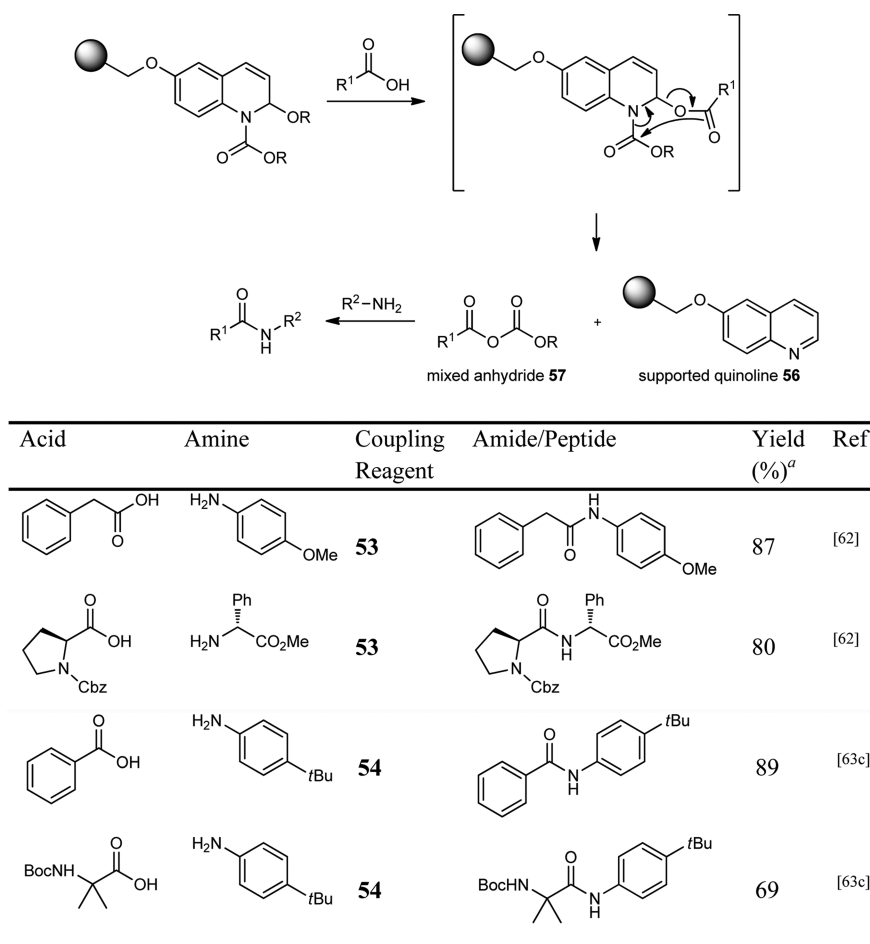 O
R¹ OH
O
N OR
O OR
O
N O R¹ O
O OR
O
R¹ N H R²
R²–NH₂
O O
R¹ O OR
+
O
N
mixed anhydride 57
supported quinoline 56
Acid Amine Coupling Reagent Amide/Peptide Yield (%)a Ref
OH O H₂N OMe 53 H N O OMe 87 [62]
O OH N Cbz Ph H₂N CO₂Me 53 O Ph N H CO₂Me N Cbz 80 [62]
O OH H₂N tBu 54 O N H tBu 89 [63c]
BocHN O OH H₂N tBu 54 BocHN O N H tBu 69 [63c]